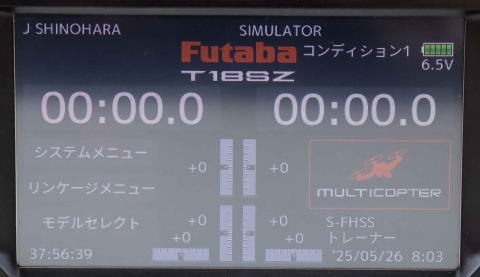 J SHINOHARA
SIMULATOR
Futaba
コンディション1
T18SZ
6.5V
00:00.0
00:00.0
システムメニュー
+0
+0
リンケージメニュー
MULTICOPTER
モデルセレクト
+0
+0
S-FHSS
+0
+0
トレーナー
37:56:39
'25/05/26 8:03